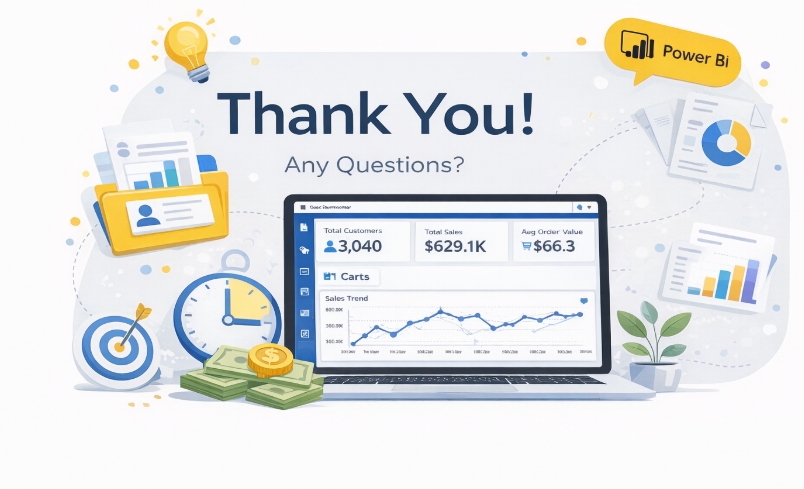 Power Bi
Thank You!
Any Questions?
Total Customers
3,040
Total Sales
$629.1K
Avg Order Value
$66.3
Carts
Sales Trend